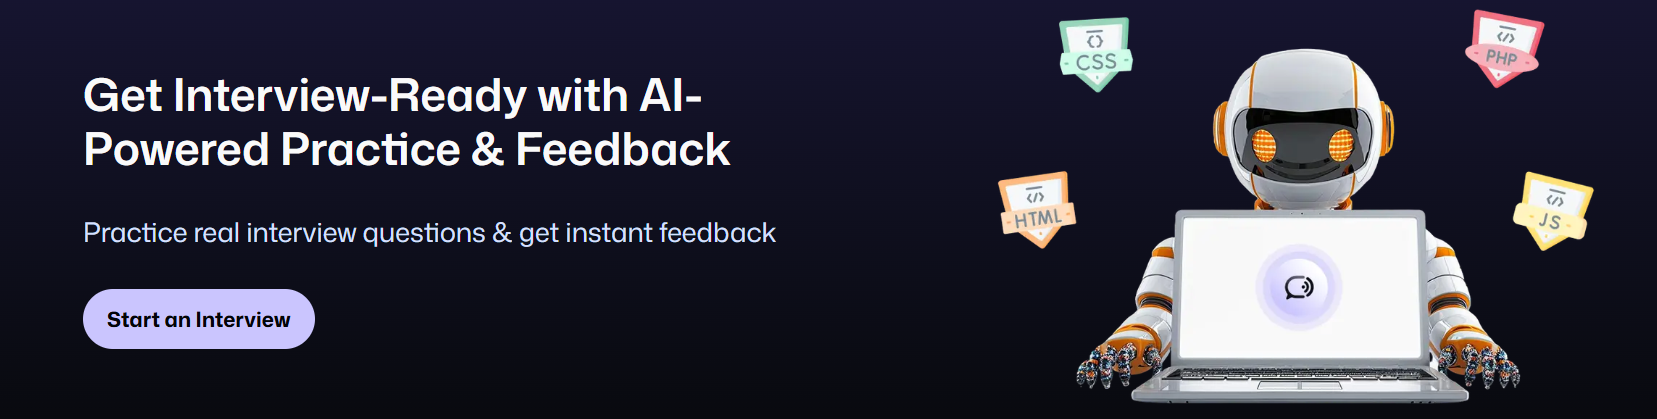 Get Interview-Ready with AI-
Powered Practice & Feedback
Practice real interview questions & get instant feedback
Start an Interview
CSS
PHP
HTML
JS